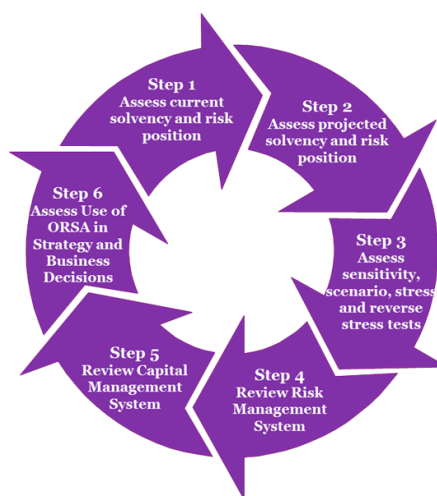 Step 1
Assess current
solvency and risk
position
Step 2
Assess projected
solvency and risk
position
Step 3
Assess
sensitivity,
scenario, stress
and reverse
stress tests
Step 4
Review Risk
Management
System
Step 5
Review Capital
Management
System
Step 6
Assess Use of
ORSA in
Strategy and
Business
Decisions